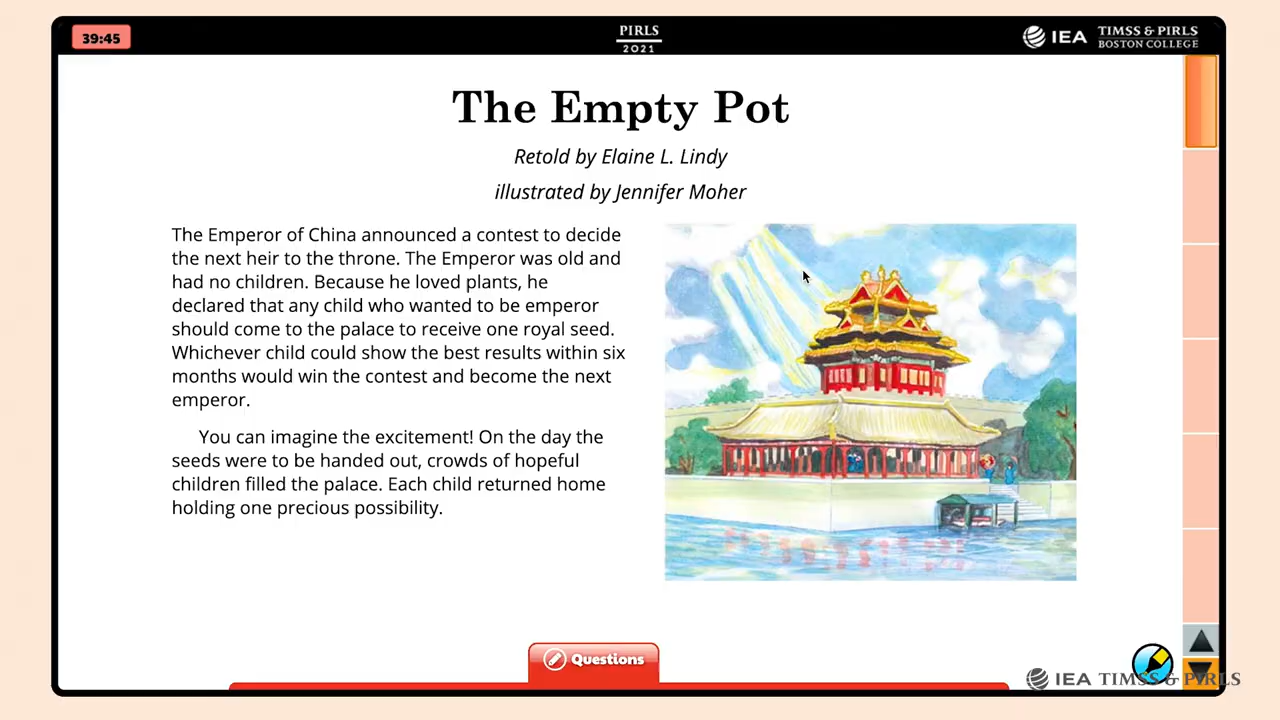 39:45
PIRLS
2021
IEA
TIMSS & PIRLS
BOSTON COLLEGE
The Empty Pot
Retold by Elaine L. Lindy
illustrated by Jennifer Moher
The Emperor of China announced a contest to decide
the next heir to the throne. The Emperor was old and
had no children. Because he loved plants, he
declared that any child who wanted to be emperor
should come to the palace to receive one royal seed.
Whichever child could show the best results within six
months would win the contest and become the next
emperor.
You can imagine the excitement! On the day the
seeds were to be handed out, crowds of hopeful
children filled the palace. Each child returned home
holding one precious possibility.
Questions
IEA TIMSS & PIRLS